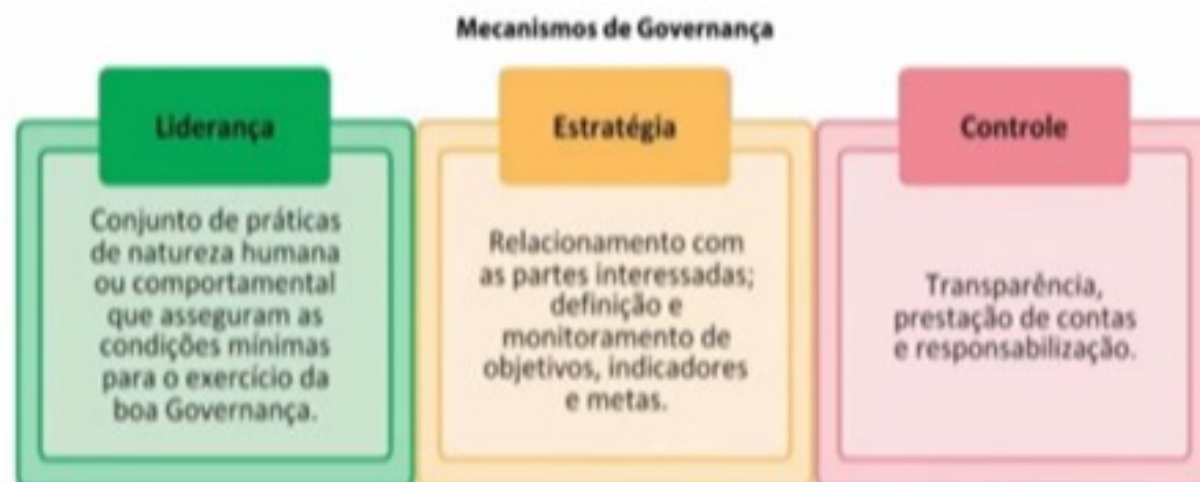 Mecanismos de Governança
Liderança
Conjunto de práticas
de natureza humana
ou comportamental
que asseguram as
condições mínimas
para o exercício da
boa Governança.
Estratégia
Relacionamento com
as partes interessadas;
definição e
monitoramento de
objetivos, indicadores
e metas.
Controle
Transparência,
prestação de contas
e responsabilização.